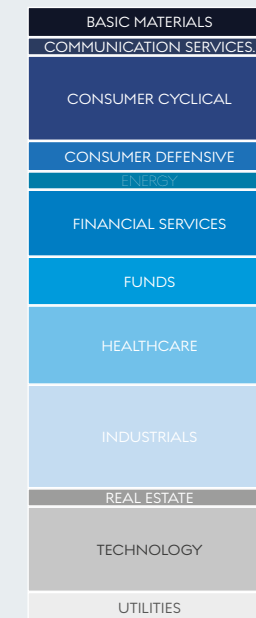 BASIC MATERIALS
COMMUNICATION SERVICES.
CONSUMER CYCLICAL
CONSUMER DEFENSIVE
ENERGY
FINANCIAL SERVICES
FUNDS
HEALTHCARE
INDUSTRIALS
REAL ESTATE
TECHNOLOGY
UTILITIES